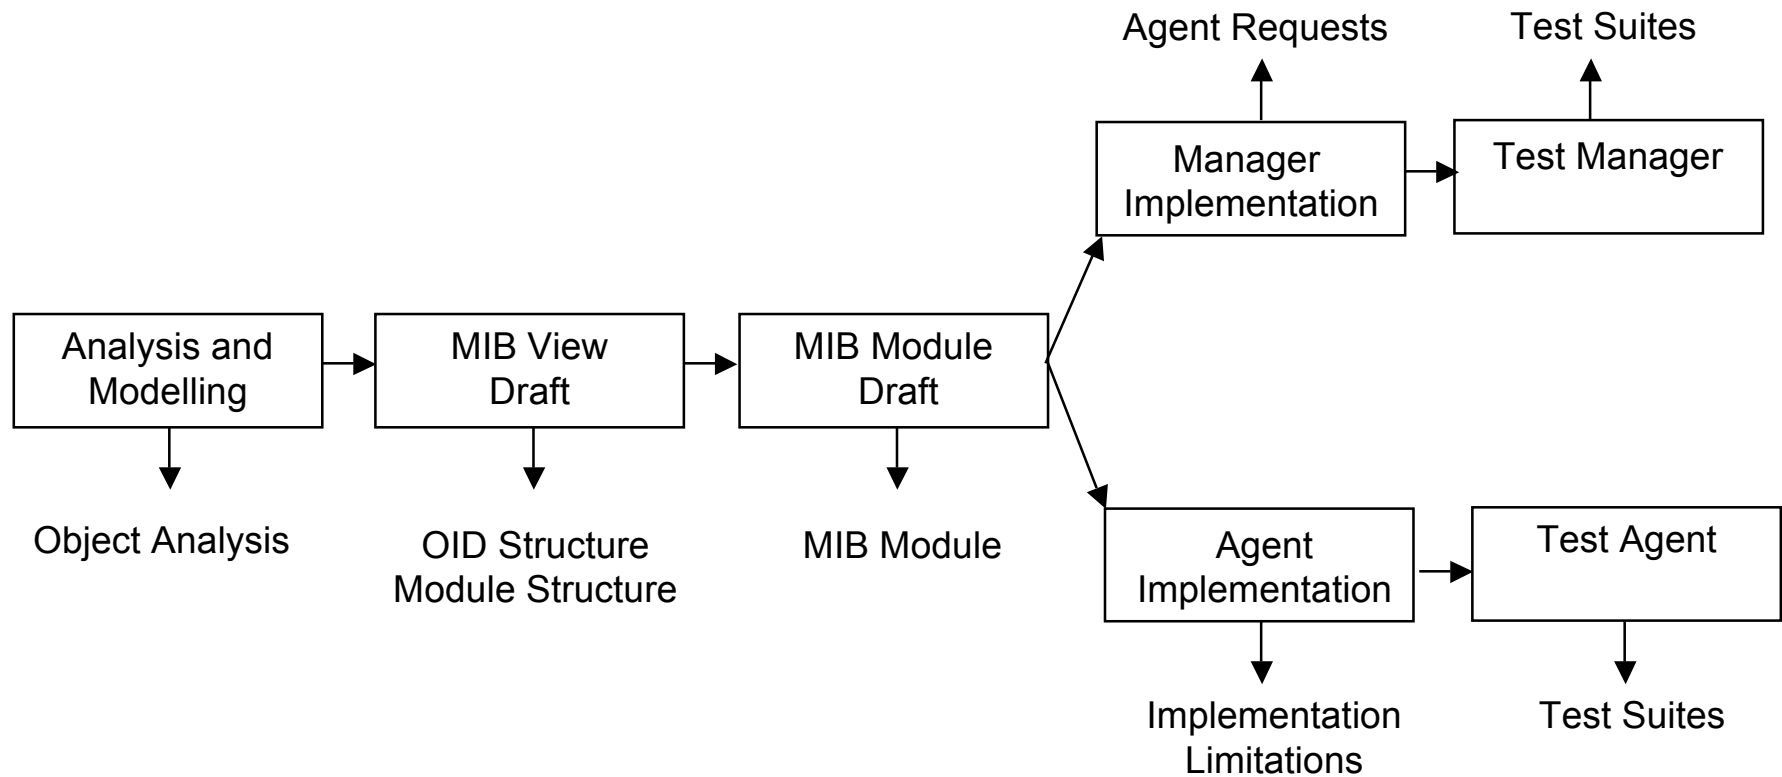 Agent Requests
Test Suites
Manager
Implementation
Test Manager
Analysis and
Modelling
MIB View
Draft
MIB Module
Draft
Object Analysis
OID Structure
Module Structure
MIB Module
Agent
Implementation
Test Agent
Implementation
Limitations
Test Suites